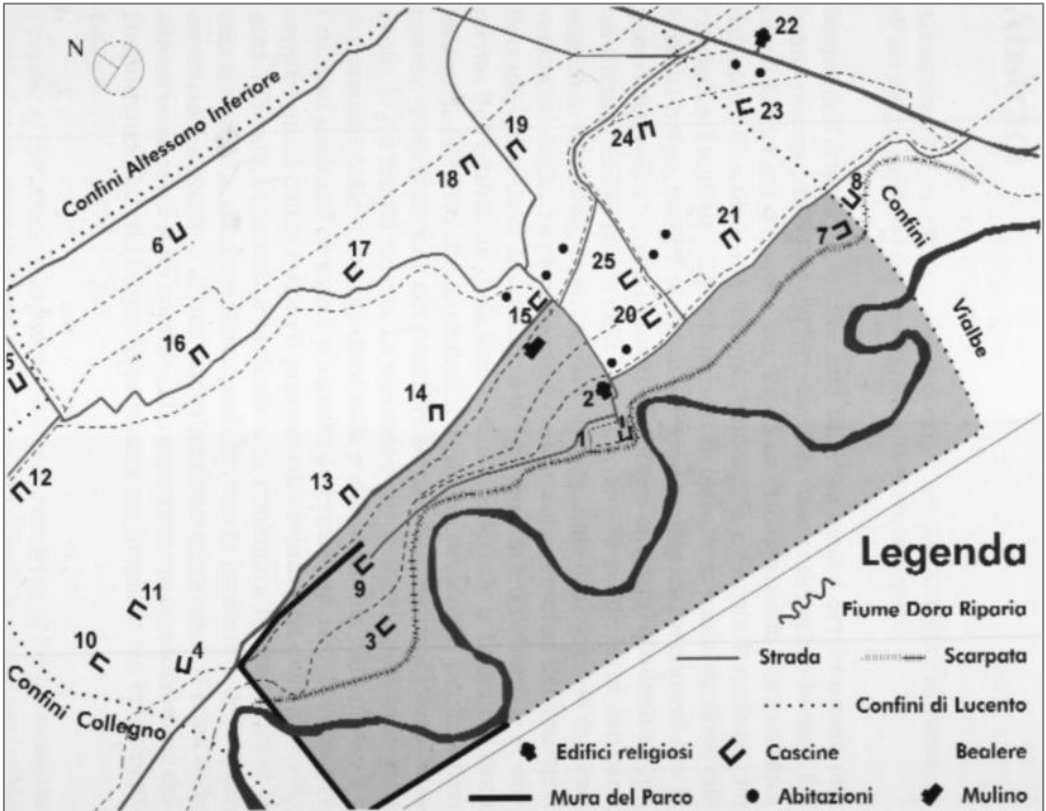 N
22
23
24
19
18
Confini Altessano Inferiore
6
17
8
Confini
7
21
25
20
15
Vialbe
16
5
14
2
1
1
12
13
9
3
11
10
4
Confini Collegno
Legenda
Fiume Dora Riparia
Strada
Scarpata
Confini di Lucento
Edifici religiosi
Cascine
Bealere
Mura del Parco
Abitazioni
Mulino